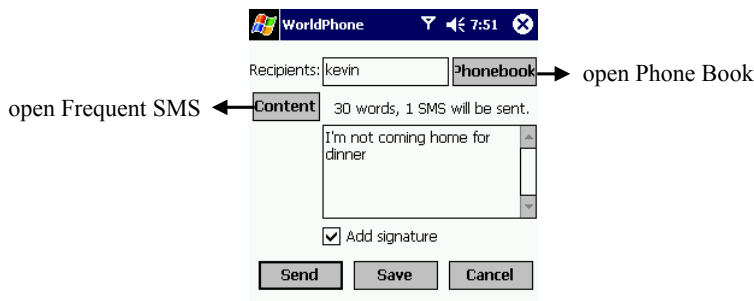 WorldPhone 7:51
Recipients: kevin Phonebook open Phone Book
open Frequent SMS Content 30 words, 1 SMS will be sent.
I'm not coming home for
dinner
Add signature
Send Save Cancel